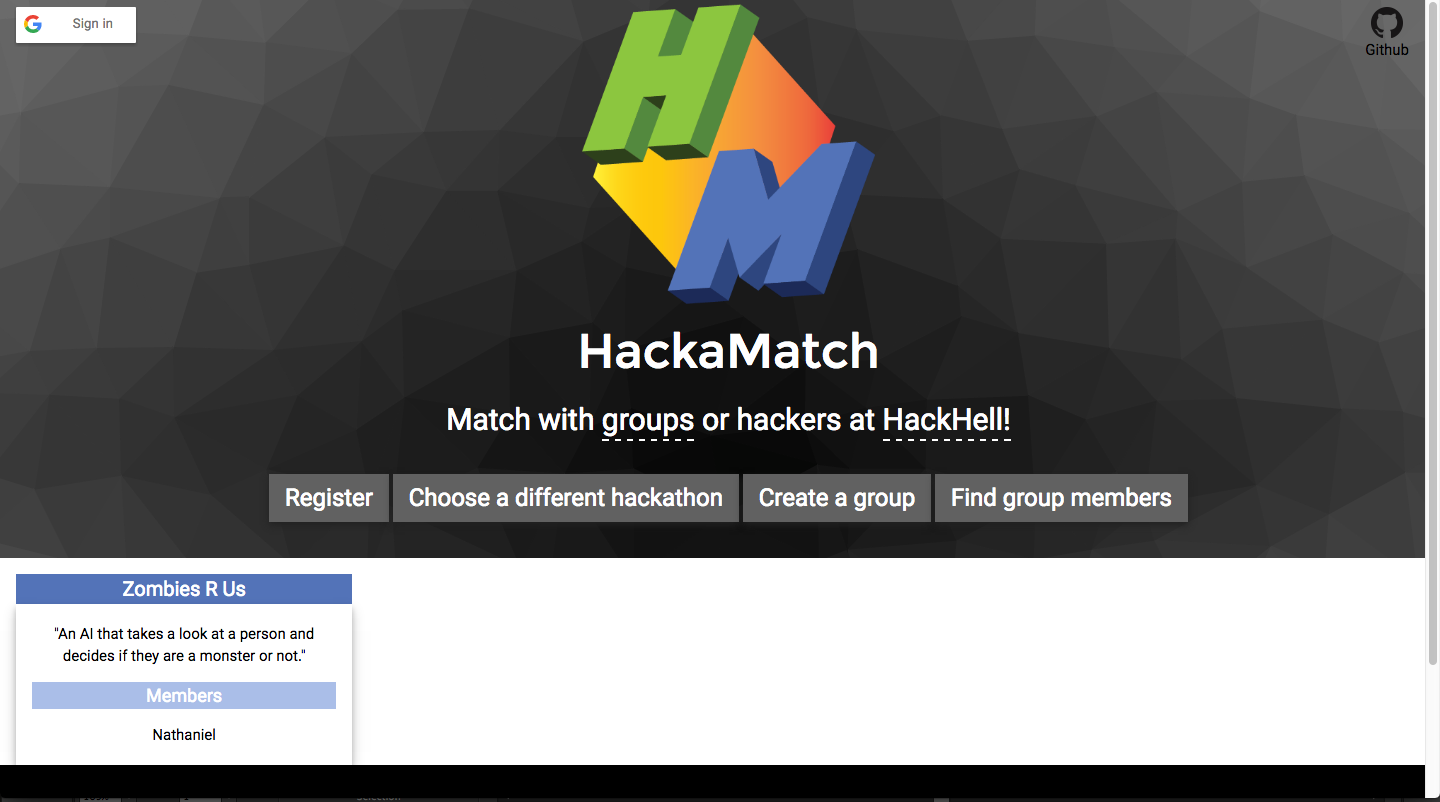 Sign in
Github
HM
HackaMatch
Match with groups or hackers at HackHell!
Register
Choose a different hackathon
Create a group
Find group members
Zombies R Us
"An AI that takes a look at a person and
decides if they are a monster or not."
Members
Nathaniel